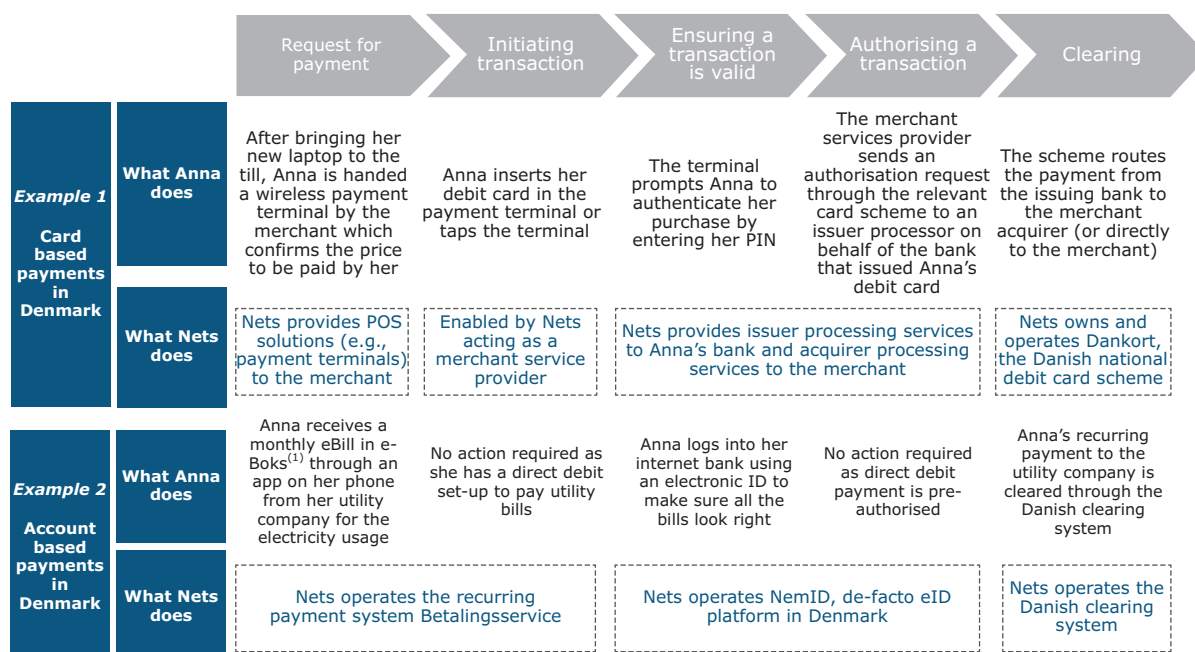 Request for
payment
Initiating
transaction
Ensuring a
transaction
is valid
Authorising a
transaction
Clearing
Example 1
Card
based
payments
in
Denmark
What Anna
does
After bringing her
new laptop to the
till, Anna is handed
a wireless payment
terminal by the
merchant which
confirms the price
to be paid by her
Anna inserts her
debit card in the
payment terminal or
taps the terminal
The terminal
prompts Anna to
authenticate her
purchase by
entering her PIN
The merchant
services provider
sends an
authorisation request
through the relevant
card scheme to an
issuer processor on
behalf of the bank
that issued Anna's
debit card
The scheme routes
the payment from
the issuing bank to
the merchant
acquirer (or directly
to the merchant)
What Nets
does
Nets provides POS
solutions (e.g.,
payment terminals)
to the merchant
Enabled by Nets
acting as a
merchant service
provider
Nets provides issuer processing services
to Anna's bank and acquirer processing
services to the merchant
Nets owns and
operates Dankort,
the Danish national
debit card scheme
Example 2
Account
based
payments
in
Denmark
What Anna
does
Anna receives a
monthly eBill in e-
Boks(1) through an
app on her phone
from her utility
company for the
electricity usage
No action required as
she has a direct debit
set-up to pay utility
bills
Anna logs into her
internet bank using
an electronic ID to
make sure all the
bills look right
No action required
as direct debit
payment is pre-
authorised
Anna's recurring
payment to the
utility company is
cleared through the
Danish clearing
system
What Nets
does
Nets operates the recurring
payment system Betalingsservice
Nets operates NemID, de-facto eID
platform in Denmark
Nets operates the
Danish clearing
system